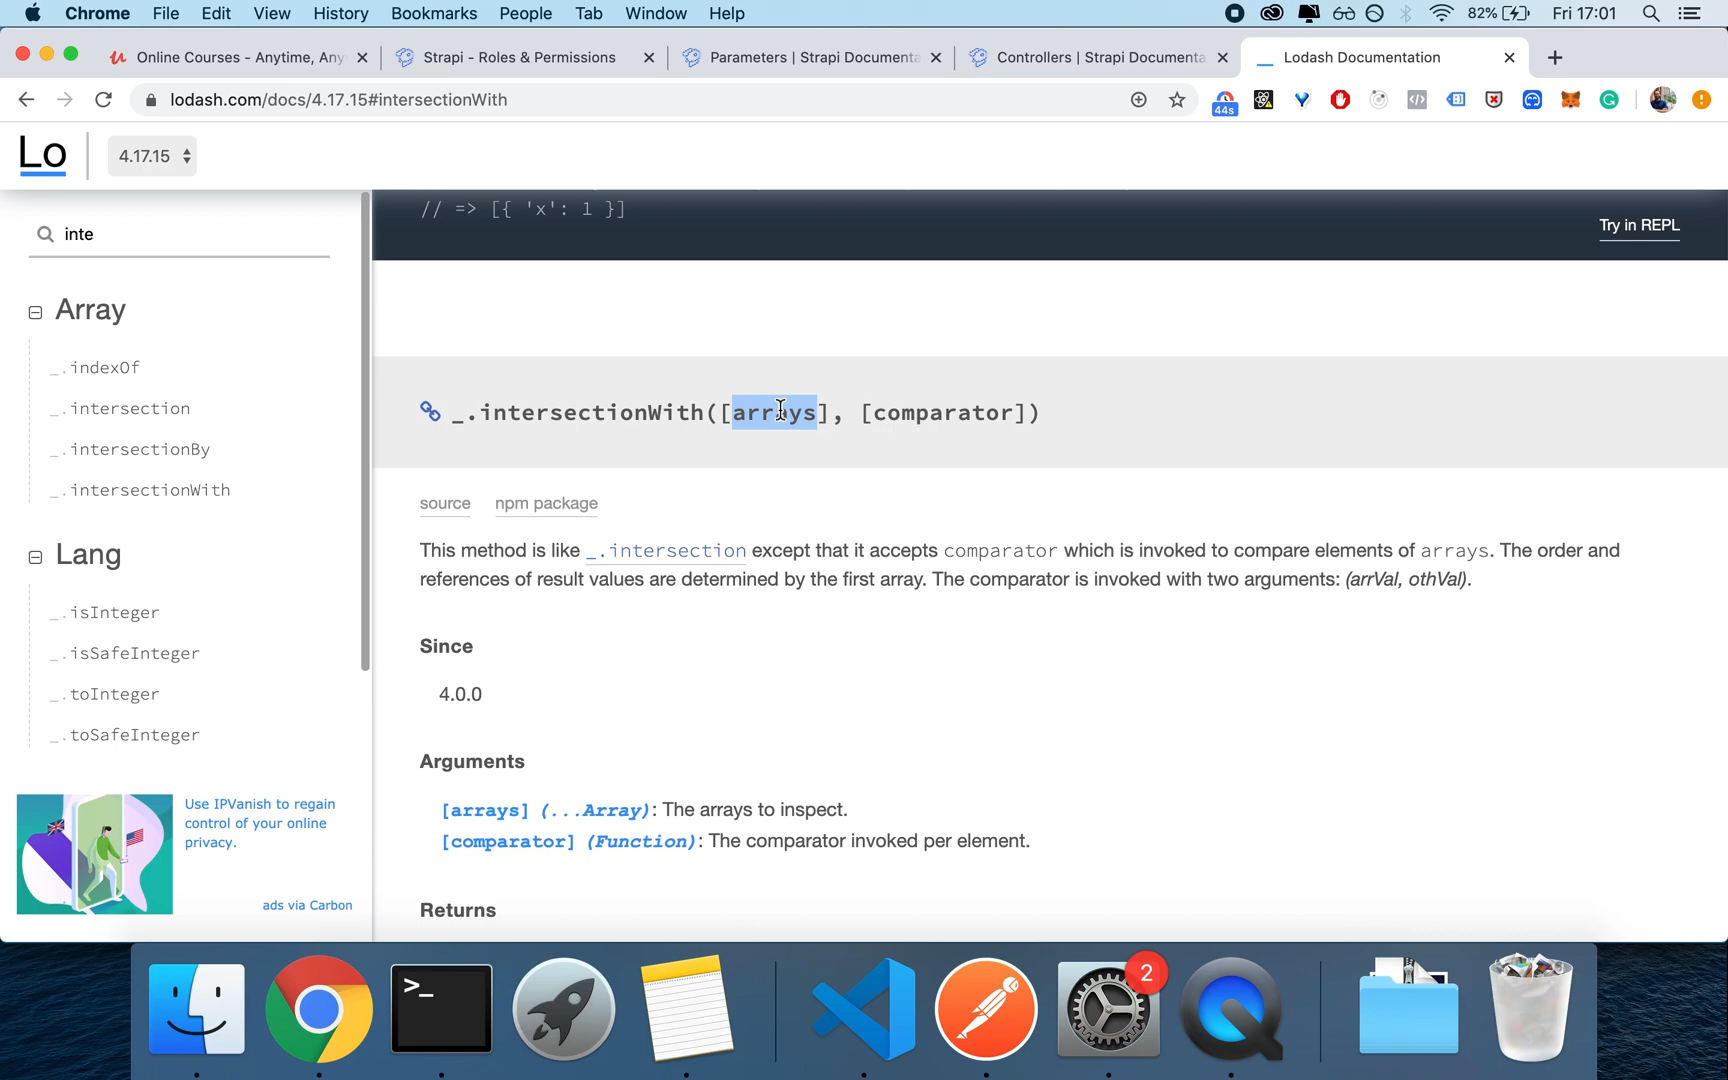 Chrome File Edit View History Bookmarks People Tab Window Help 82% Fri 17:01
Online Courses - Anytime, Any
Strapi - Roles & Permissions
Parameters | Strapi Documenta
Controllers | Strapi Documenta
Lodash Documentation
lodash.com/docs/4.17.15#intersectionWith
44s
Lo
4.17.15
inte
Array
_.indexOf
_.intersection
_.intersectionBy
_.intersectionWith
Lang
_.isInteger
_.isSafeInteger
_.toInteger
_.toSafeInteger
Use IPVanish to regain
control of your online
privacy.
ads via Carbon
// => [{ 'x': 1 }]
Try in REPL
_.intersectionWith([arrays], [comparator])
source npm package
This method is like _.intersection except that it accepts comparator which is invoked to compare elements of arrays. The order and
references of result values are determined by the first array. The comparator is invoked with two arguments: (arrVal, othVal).
Since
4.0.0
Arguments
[arrays] (...Array): The arrays to inspect.
[comparator] (Function): The comparator invoked per element.
Returns
>_
2